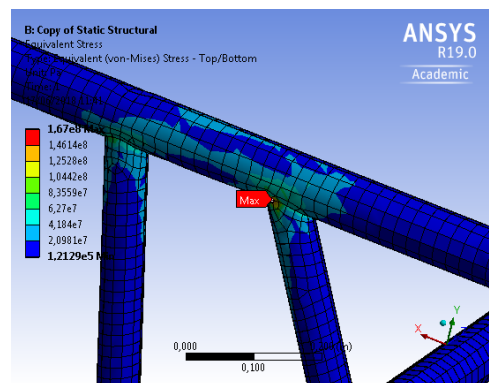 B: Copy of Static Structural
Equivalent Stress
Equivalent (von-Mises) Stress - Top/Bottom
ANSYS
R19.0
Academic
1,67e8 Max
1,4614e8
1,2528e8
1,0442e8
8,3559e7
6,27e7
4,184e7
2,0981e7
1,2129e5
Max
0,000
0,100
X
Y